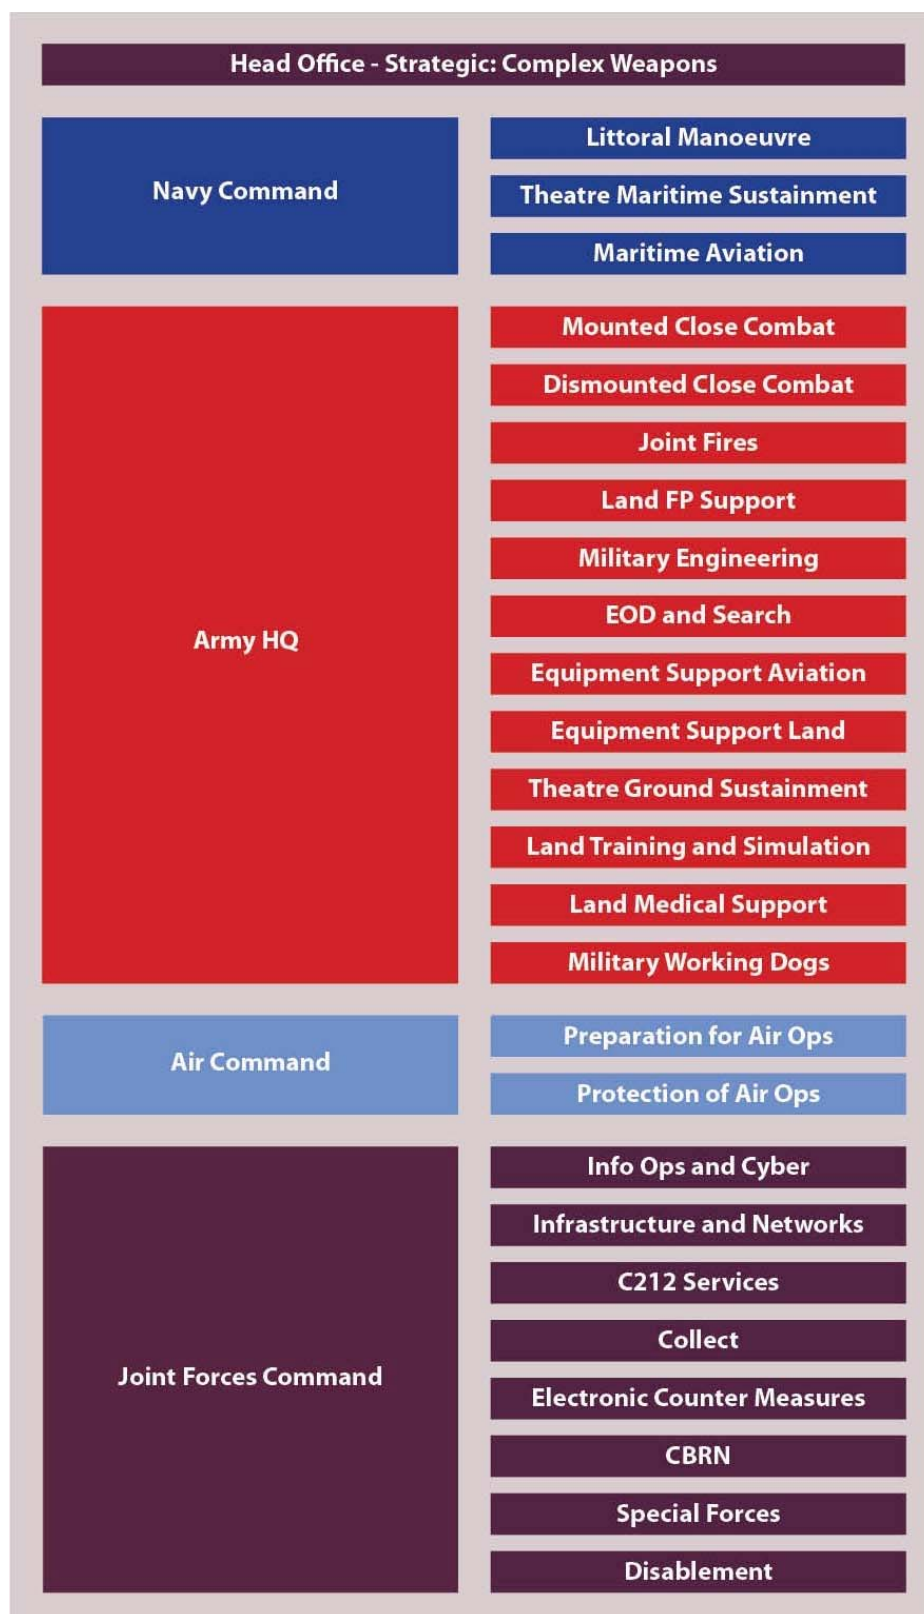 Head Office - Strategic: Complex Weapons
Navy Command
Littoral Manoeuvre
Theatre Maritime Sustainment
Maritime Aviation
Army HQ
Mounted Close Combat
Dismounted Close Combat
Joint Fires
Land FP Support
Military Engineering
EOD and Search
Equipment Support Aviation
Equipment Support Land
Theatre Ground Sustainment
Land Training and Simulation
Land Medical Support
Military Working Dogs
Air Command
Preparation for Air Ops
Protection of Air Ops
Joint Forces Command
Info Ops and Cyber
Infrastructure and Networks
C212 Services
Collect
Electronic Counter Measures
CBRN
Special Forces
Disablement